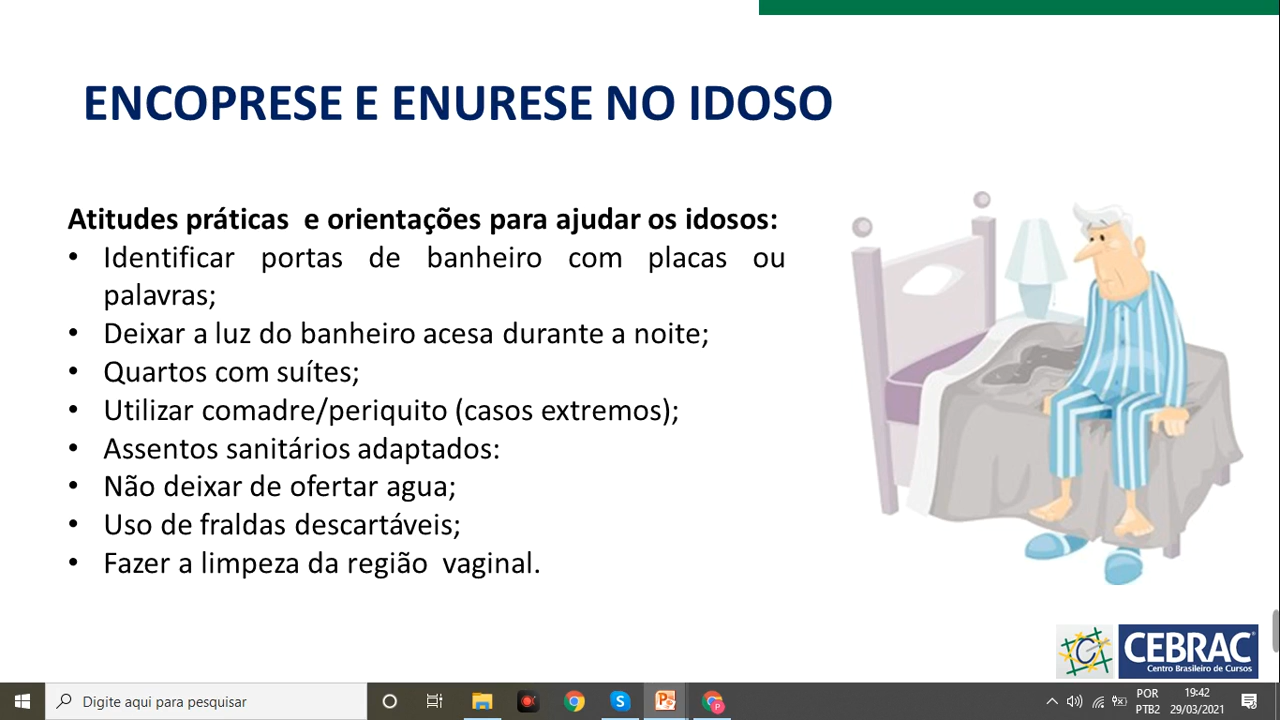 ENCOPRESE E ENURESE NO IDOSO
Atitudes práticas e orientações para ajudar os idosos:
• Identificar portas de banheiro com placas ou
palavras;
• Deixar a luz do banheiro acesa durante a noite;
• Quartos com suítes;
• Utilizar comadre/periquito (casos extremos);
• Assentos sanitários adaptados:
• Não deixar de ofertar agua;
• Uso de fraldas descartáveis;
• Fazer a limpeza da região vaginal.
CEBRAC
Centro Brasileiro de Cursos
Digite aqui para pesquisar
POR
PTB2
19:42
29/03/2021